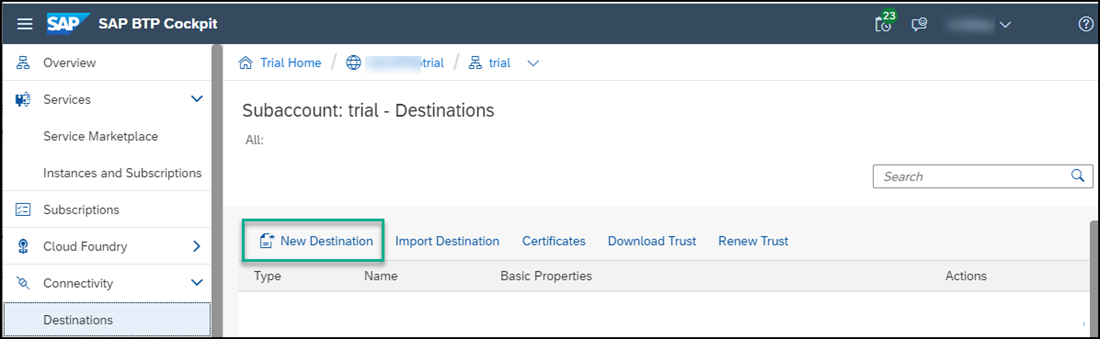 SAP SAP BTP Cockpit 23
Overview
Services
Service Marketplace
Instances and Subscriptions
Subscriptions
Cloud Foundry
Connectivity
Destinations
Trial Home / trial / trial
Subaccount: trial - Destinations
All:
Search
New Destination Import Destination Certificates Download Trust Renew Trust
Type Name Basic Properties Actions